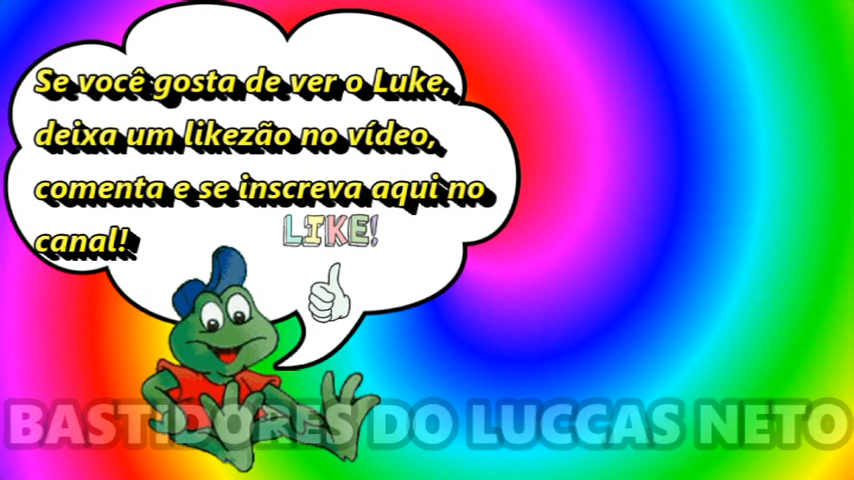 Se você gosta de ver o Luke,
deixa um likezão no vídeo,
comenta e se inscreva aqui no
canal!
LIKE!
BASTIDORES DO LUCCAS NETO